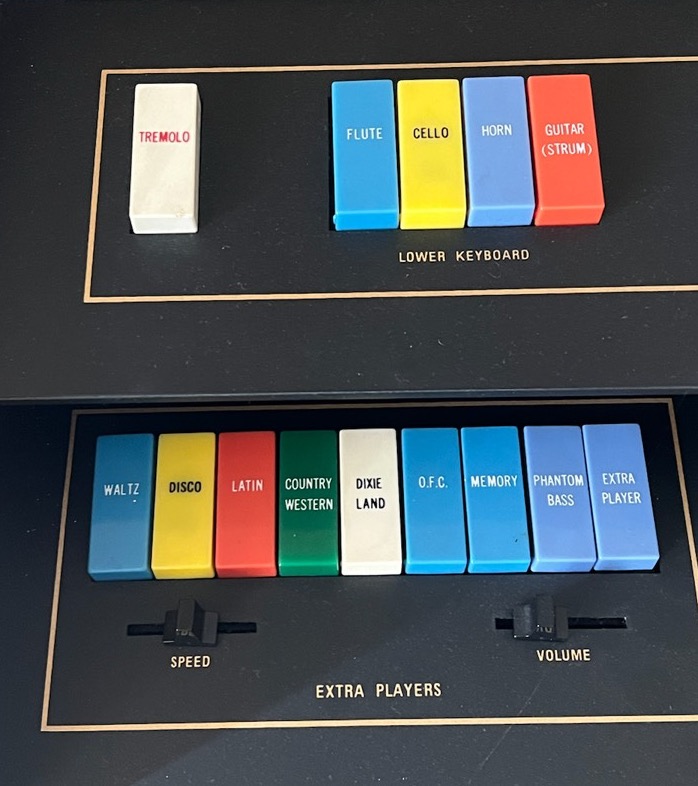 TREMOLO
FLUTE
CELLO
HORN
GUITAR
(STRUM)
LOWER KEYBOARD
WALTZ
DISCO
LATIN
COUNTRY
WESTERN
DIXIE
LAND
O.F.C.
MEMORY
PHANTOM
BASS
EXTRA
PLAYER
SPEED
VOLUME
EXTRA PLAYERS